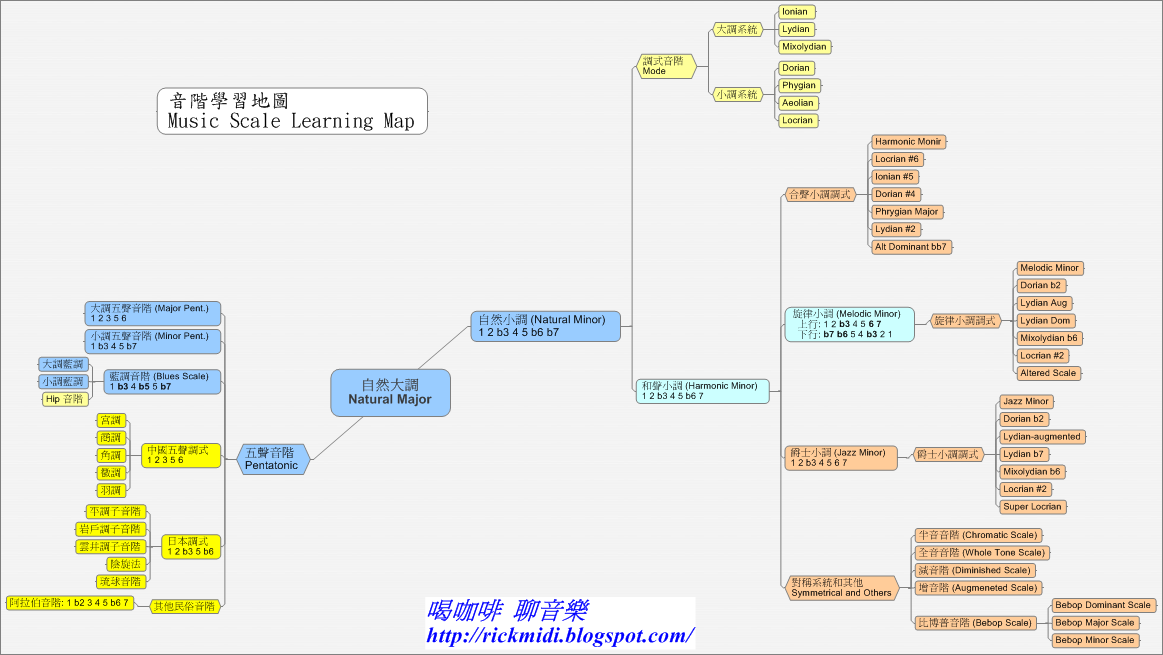 音階學習地圖
Music Scale Learning Map
自然大調
Natural Major
自然小調 (Natural Minor)
1 2 b3 4 5 b6 b7
調式音階
Mode
大調系統
Ionian
Lydian
Mixolydian
小調系統
Dorian
Phygian
Aeolian
Locrian
和聲小調 (Harmonic Minor)
1 2 b3 4 5 b6 7
合聲小調調式
Harmonic Monir
Locrian #6
Ionian #5
Dorian #4
Phrygian Major
Lydian #2
Alt Dominant bb7
旋律小調 (Melodic Minor)
上行: 1 2 b3 4 5 6 7
下行: b7 b6 5 4 b3 2 1
旋律小調調式
Melodic Minor
Dorian b2
Lydian Aug
Lydian Dom
Mixolydian b6
Locrian #2
Altered Scale
爵士小調 (Jazz Minor)
1 2 b3 4 5 6 7
爵士小調調式
Jazz Minor
Dorian b2
Lydian-augmented
Lydian b7
Mixolydian b6
Locrian #2
Super Locrian
對稱系統和其他
Symmetrical and Others
半音音階 (Chromatic Scale)
全音音階 (Whole Tone Scale)
減音階 (Diminished Scale)
增音階 (Augmeneted Scale)
比博普音階 (Bebop Scale)
Bebop Dominant Scale
Bebop Major Scale
Bebop Minor Scale
五聲音階
Pentatonic
大調五聲音階 (Major Pent.)
1 2 3 5 6
小調五聲音階 (Minor Pent.)
1 b3 4 5 b7
藍調音階 (Blues Scale)
1 b3 4 b5 5 b7
大調藍調
小調藍調
Hip 音階
中國五聲調式
1 2 3 5 6
宮調
商調
角調
徵調
羽調
日本調式
1 2 b3 5 b6
平調子音階
岩戶調子音階
雲井調子音階
陰旋法
琉球音階
其他民俗音階
阿拉伯音階: 1 b2 3 4 5 b6 7
喝咖啡 聊音樂
http://rickmidi.blogspot.com/